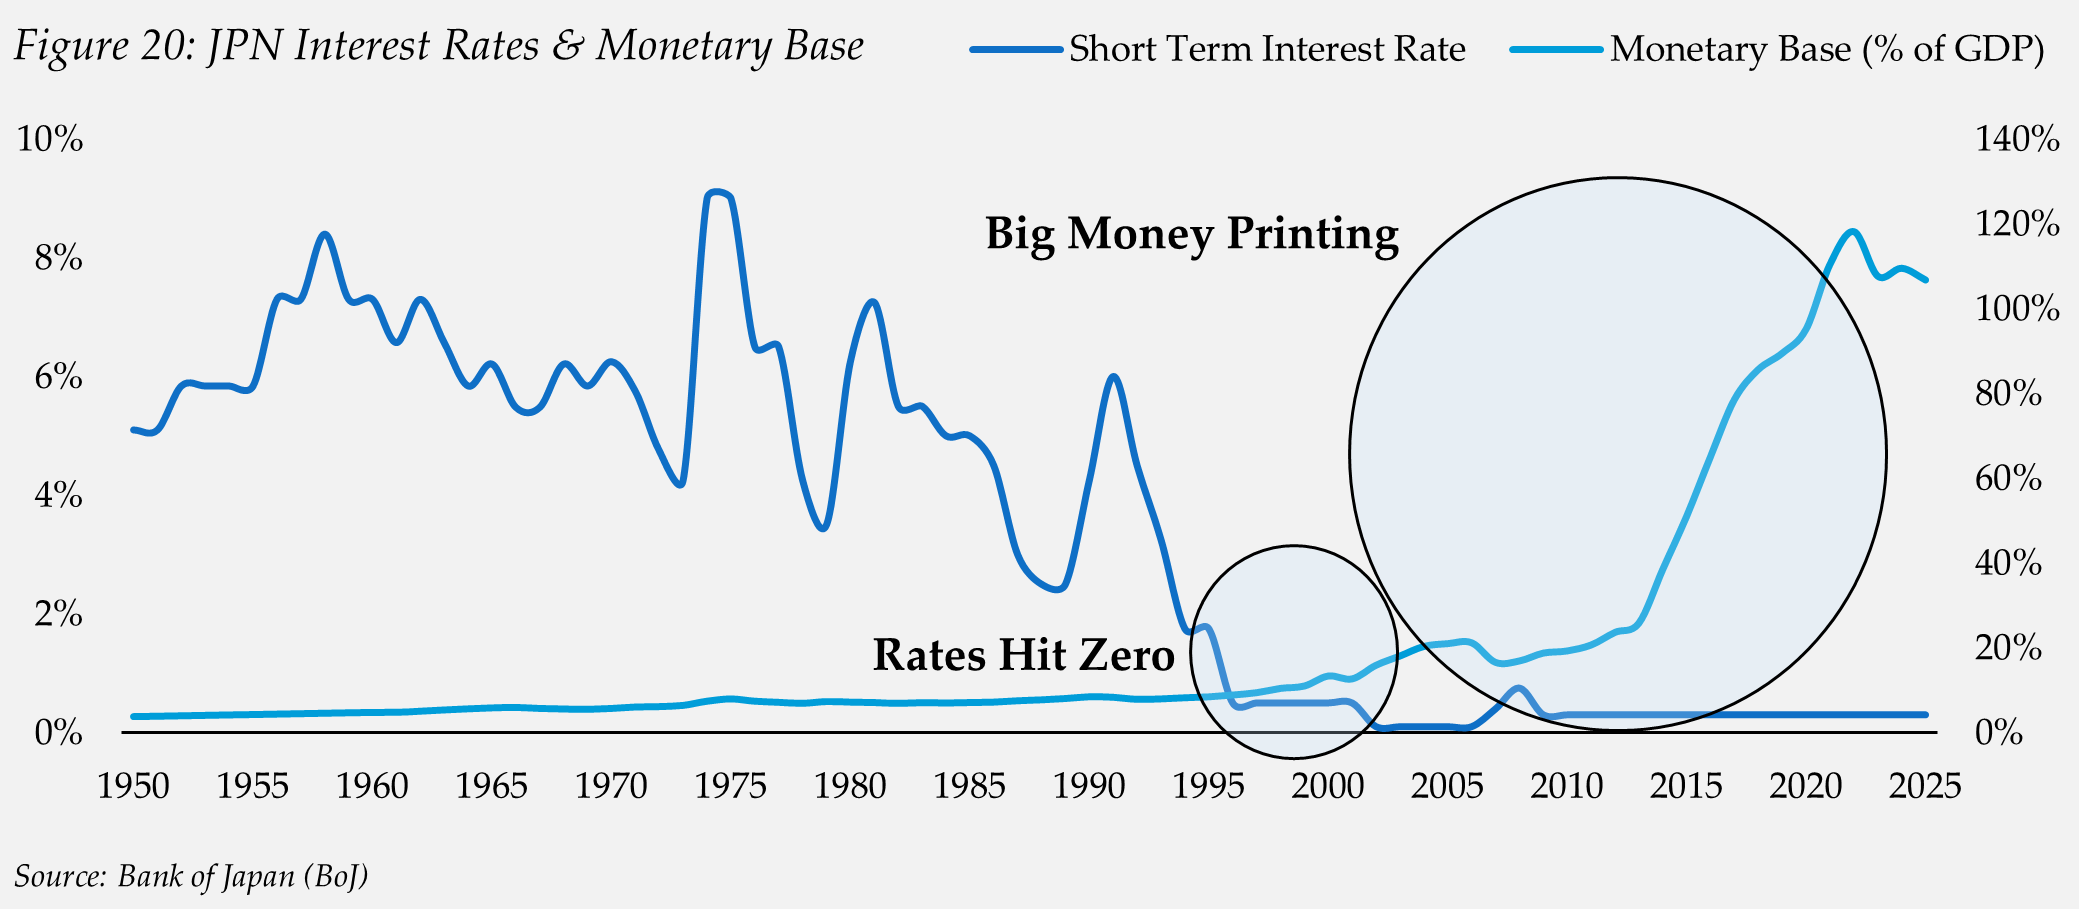 Figure 20: JPN Interest Rates & Monetary Base
Short Term Interest Rate
Monetary Base (% of GDP)
10%
8%
6%
4%
2%
0%
140%
120%
100%
80%
60%
40%
20%
0%
Big Money Printing
Rates Hit Zero
1950 1955 1960 1965 1970 1975 1980 1985 1990 1995 2000 2005 2010 2015 2020 2025
Source: Bank of Japan (BoJ)